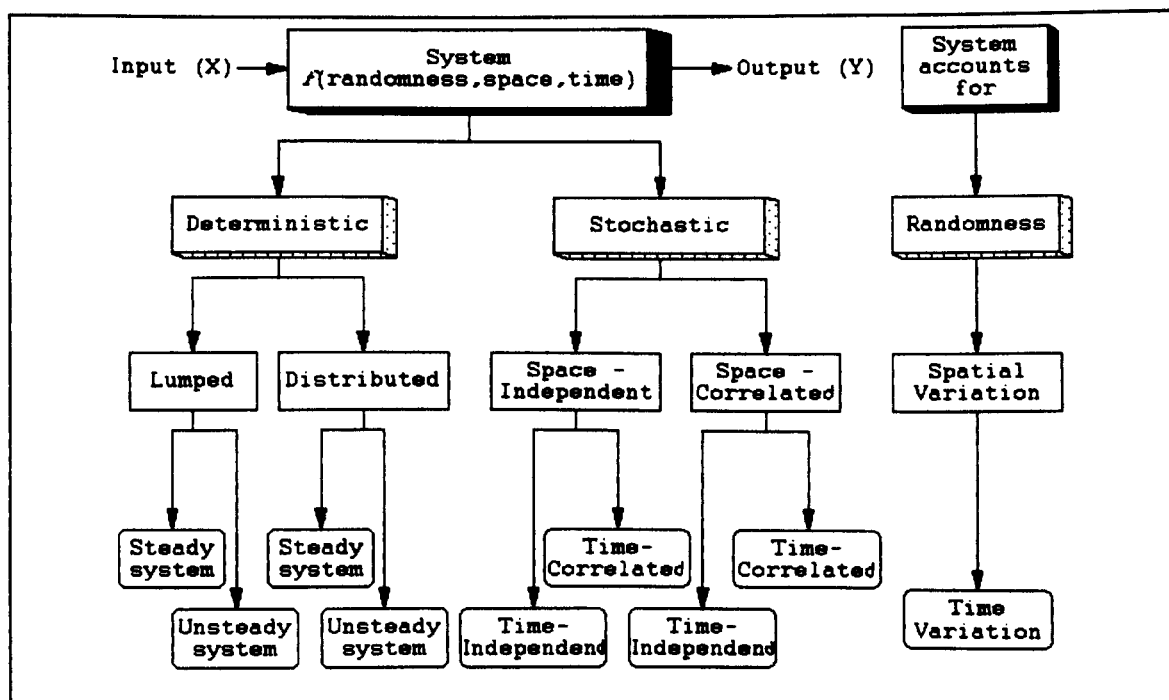 Input (X)
System
f(randomness,space,time)
Output (Y)
System
accounts
for
Deterministic
Stochastic
Randomness
Lumped
Distributed
Space -
Independent
Space -
Correlated
Spatial
Variation
Steady
system
Steady
system
Time-
Correlated
Time-
Correlated
Unsteady
system
Unsteady
system
Time-
Independend
Time-
Independend
Time
Variation